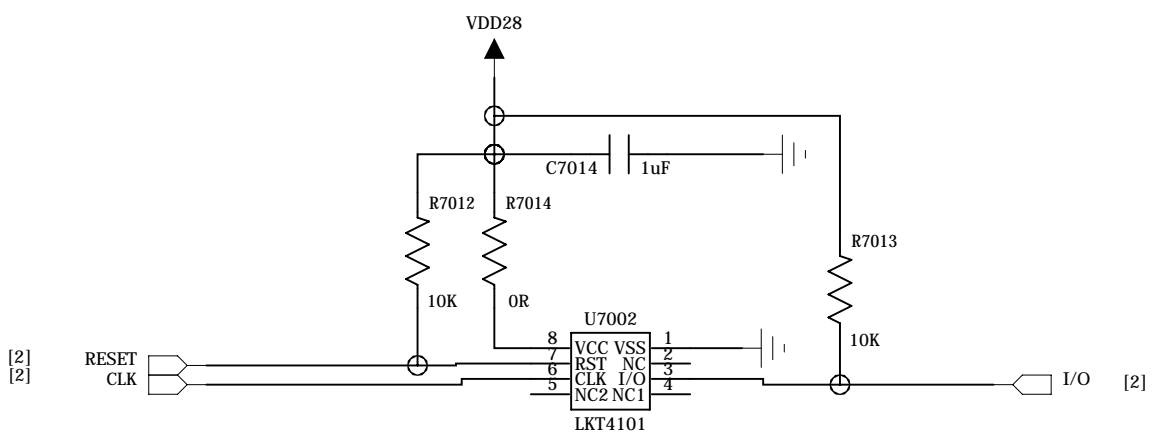 VDD28
C7014 1uF
R7012 R7014
R7013
10K 0R
U7002
10K
8 VCC VSS 1
[2] RESET 7 RST NC 2
[2] CLK 6 CLK I/O 3 I/O [2]
5 NC2 NC1 4
LKT4101